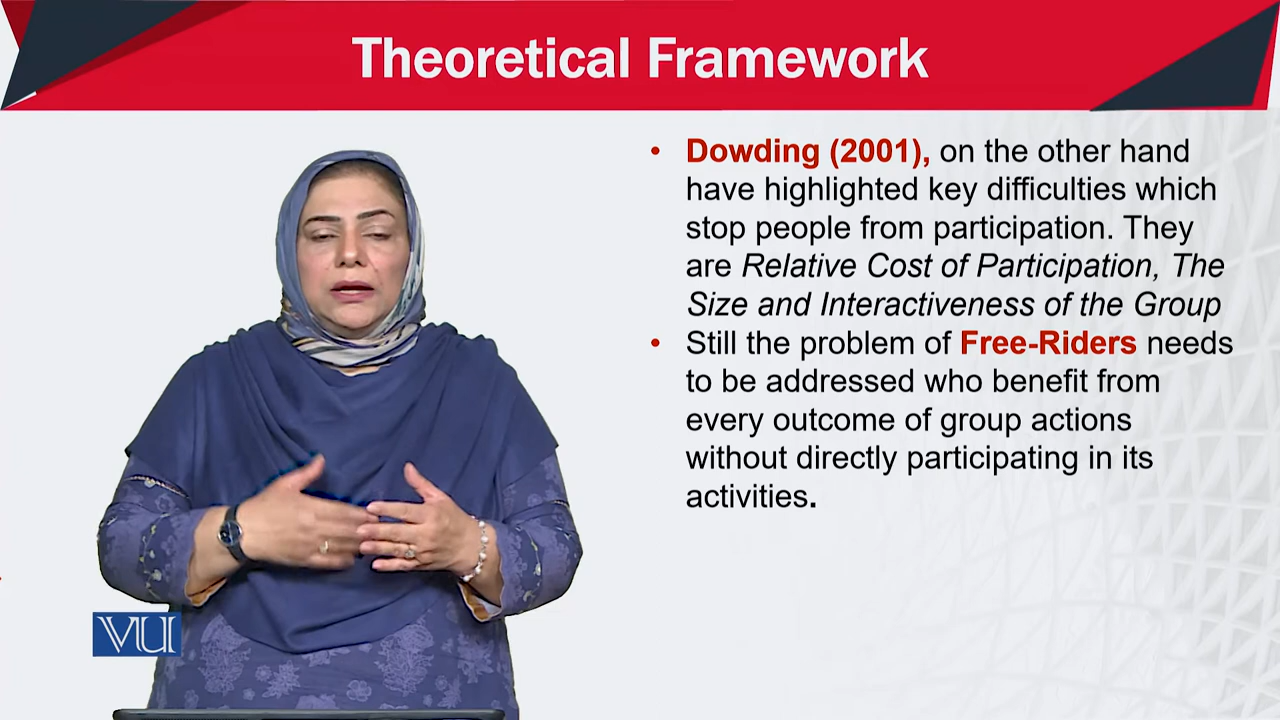 Theoretical Framework
• Dowding (2001), on the other hand
have highlighted key difficulties which
stop people from participation. They
are Relative Cost of Participation, The
Size and Interactiveness of the Group
• Still the problem of Free-Riders needs
to be addressed who benefit from
every outcome of group actions
without directly participating in its
activities.
VU